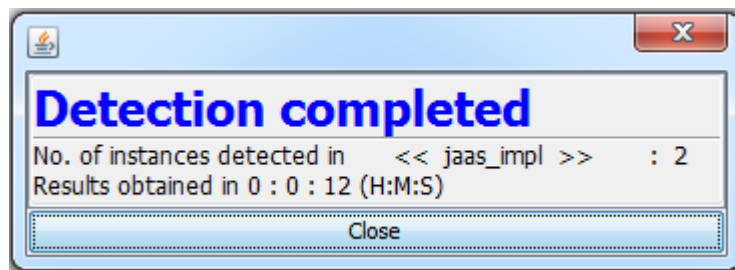 Detection completed
No. of instances detected in << jaas_impl >> : 2
Results obtained in 0 : 0 : 12 (H:M:S)
Close